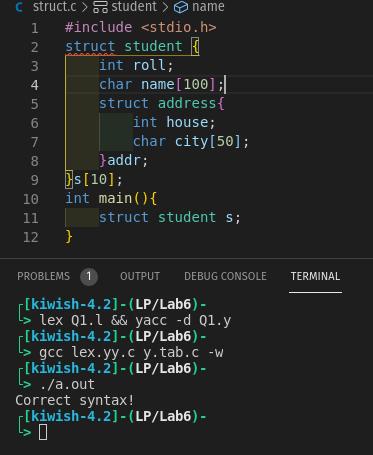 C struct.c > student > name
1 #include <stdio.h>
2 struct student {
3     int roll;
4     char name[100];
5     struct address{
6         int house;
7         char city[50];
8     }addr;
9 }s[10];
10 int main(){
11     struct student s;
12 }
PROBLEMS 1 OUTPUT DEBUG CONSOLE TERMINAL
┌[kiwish-4.2]-(LP/Lab6)-
└> lex Q1.l && yacc -d Q1.y
┌[kiwish-4.2]-(LP/Lab6)-
└> gcc lex.yy.c y.tab.c -w
┌[kiwish-4.2]-(LP/Lab6)-
└> ./a.out
Correct syntax!
┌[kiwish-4.2]-(LP/Lab6)-
└>